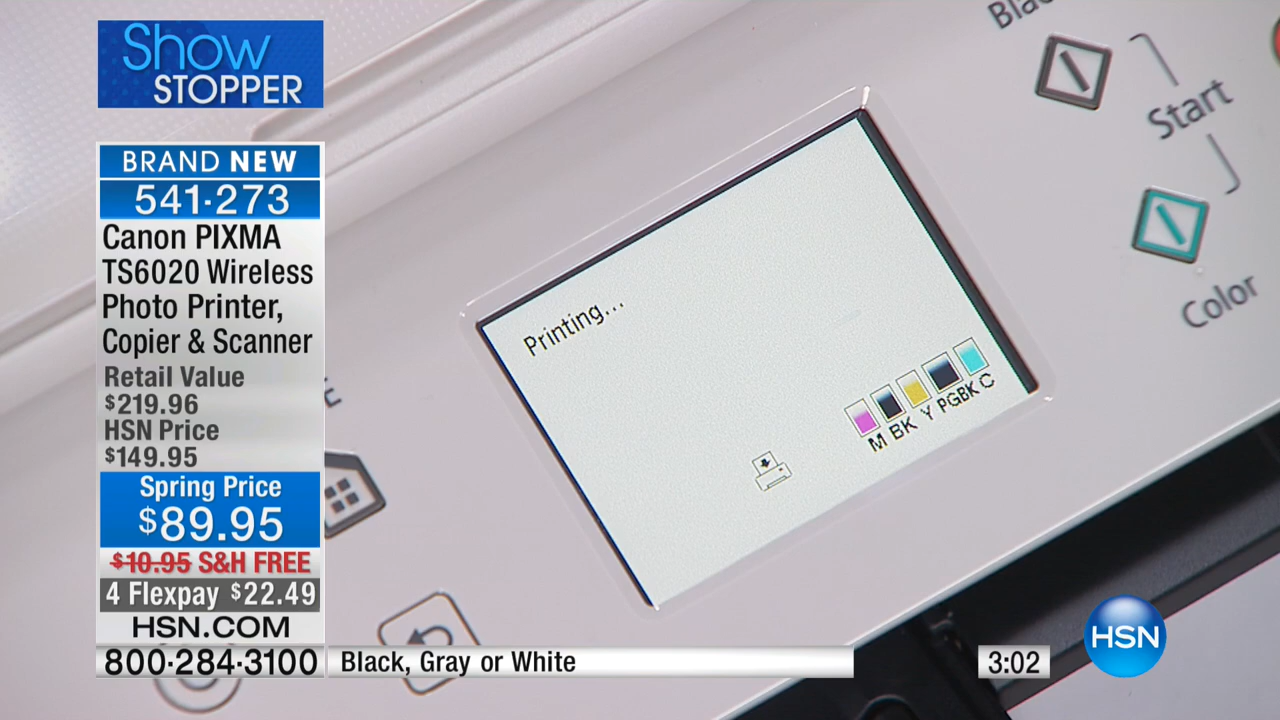 Show
STOPPER
BRAND NEW
541·273
Canon PIXMA
TS6020 Wireless
Photo Printer,
Copier & Scanner
Retail Value
$219.96
HSN Price
$149.95
Spring Price
$89.95
$10.95 S&H FREE
4 Flexpay $22.49
HSN.COM
800·284·3100
Black, Gray or White
3:02
HSN
Printing...
M BK Y PGBK C
Start
Color